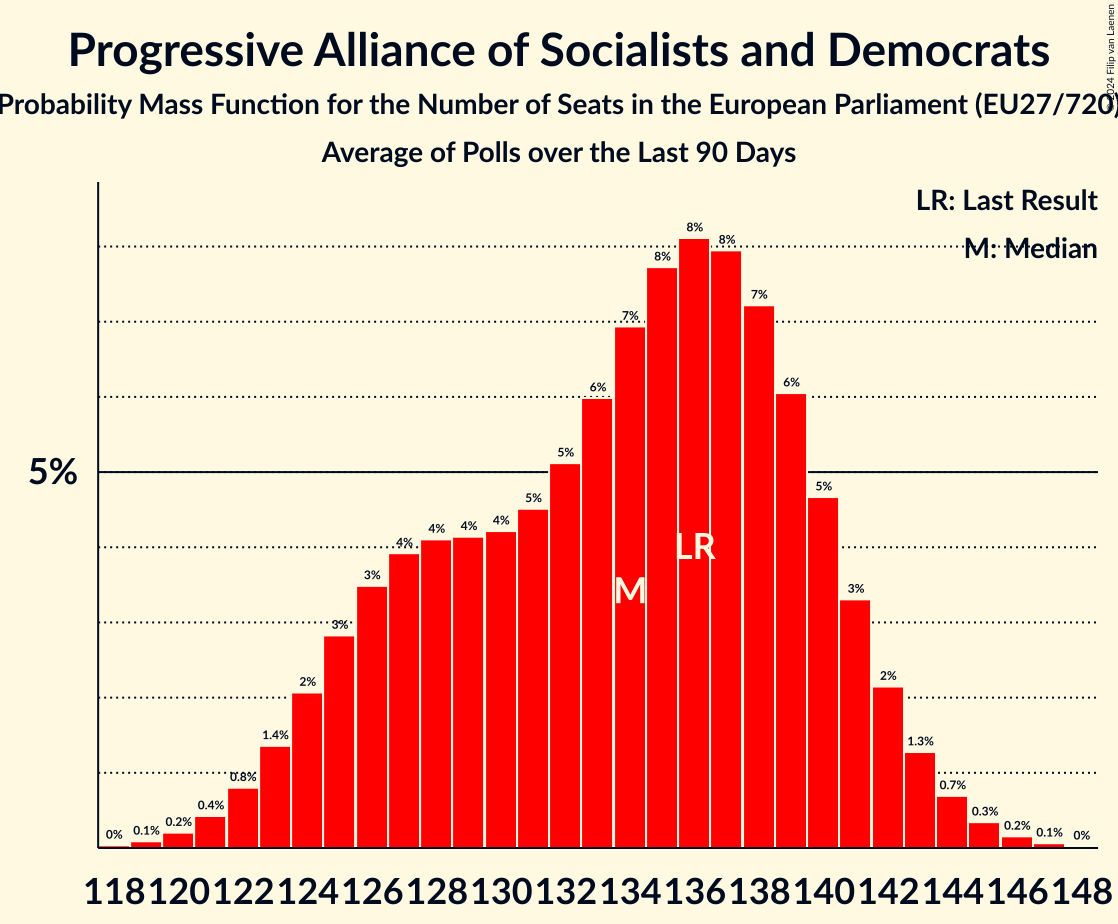 Progressive Alliance of Socialists and Democrats
Probability Mass Function for the Number of Seats in the European Parliament (EU27/720)
Average of Polls over the Last 90 Days
© 2024 Filip van Laenen
LR: Last Result
M: Median
5%
0% 0.1% 0.2% 0.4% 0.8% 1.4% 2% 3% 3% 4% 4% 4% 4% 5% 5% 6% 7% 8% 8% 8% 7% 6% 5% 3% 2% 1.3% 0.7% 0.3% 0.2% 0.1% 0%
LR
M
118 120 122 124 126 128 130 132 134 136 138 140 142 144 146 148